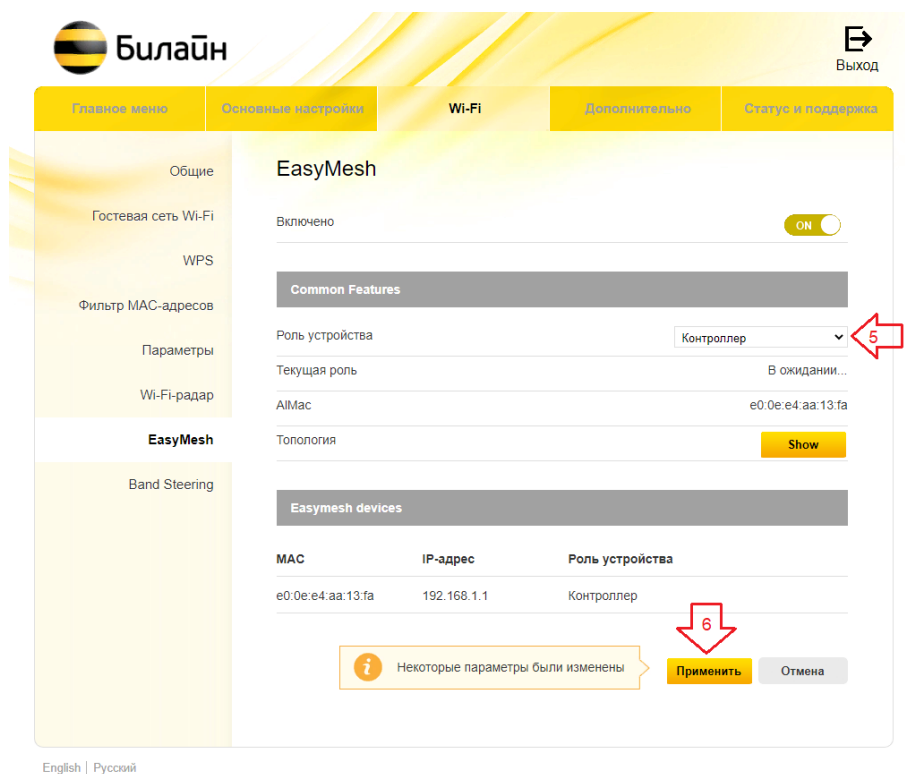 Билайн
Выход
Главное меню Основные настройки Wi-Fi Дополнительно Статус и поддержка
Общие
Гостевая сеть Wi-Fi
WPS
Фильтр MAC-адресов
Параметры
Wi-Fi-радар
EasyMesh
Band Steering
EasyMesh
Включено ON
Common Features
Роль устройства Контроллер 5
Текущая роль В ожидании...
AlMac e0:0e:e4:aa:13:fa
Топология Show
Easymesh devices
MAC IP-адрес Роль устройства
e0:0e:e4:aa:13:fa 192.168.1.1 Контроллер
6
i Некоторые параметры были изменены Применить Отмена
English | Русский